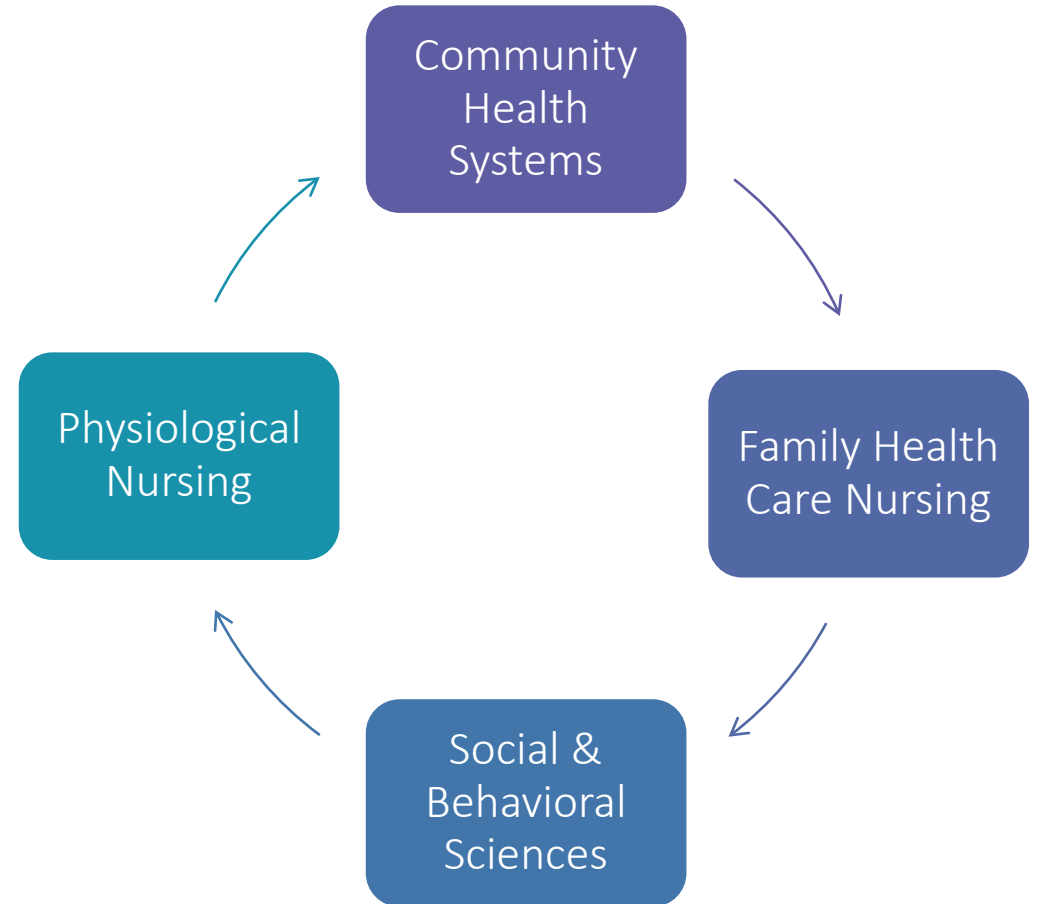 Community
Health
Systems
Family Health
Care Nursing
Social &
Behavioral
Sciences
Physiological
Nursing